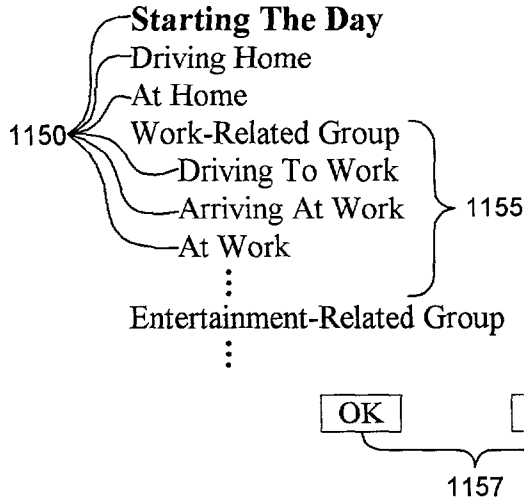 Starting The Day
Driving Home
At Home
1150
Work-Related Group
Driving To Work
Arriving At Work
1155
At Work
Entertainment-Related Group
OK
1157